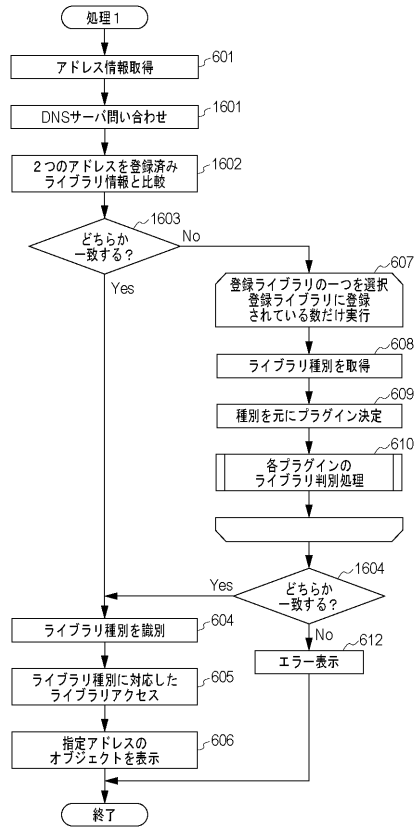 処理１
アドレス情報取得
601
DNSサーバ問い合わせ
1601
２つのアドレスを登録済み
ライブラリ情報と比較
1602
どちらか
一致する？
1603
No
Yes
登録ライブラリの一つを選択
登録ライブラリに登録
されている数だけ実行
607
ライブラリ種別を取得
608
種別を元にプラグイン決定
609
各プラグインの
ライブラリ判別処理
610
どちらか
一致する？
1604
Yes
No
エラー表示
612
ライブラリ種別を識別
604
ライブラリ種別に対応した
ライブラリアクセス
605
指定アドレスの
オブジェクトを表示
606
終了